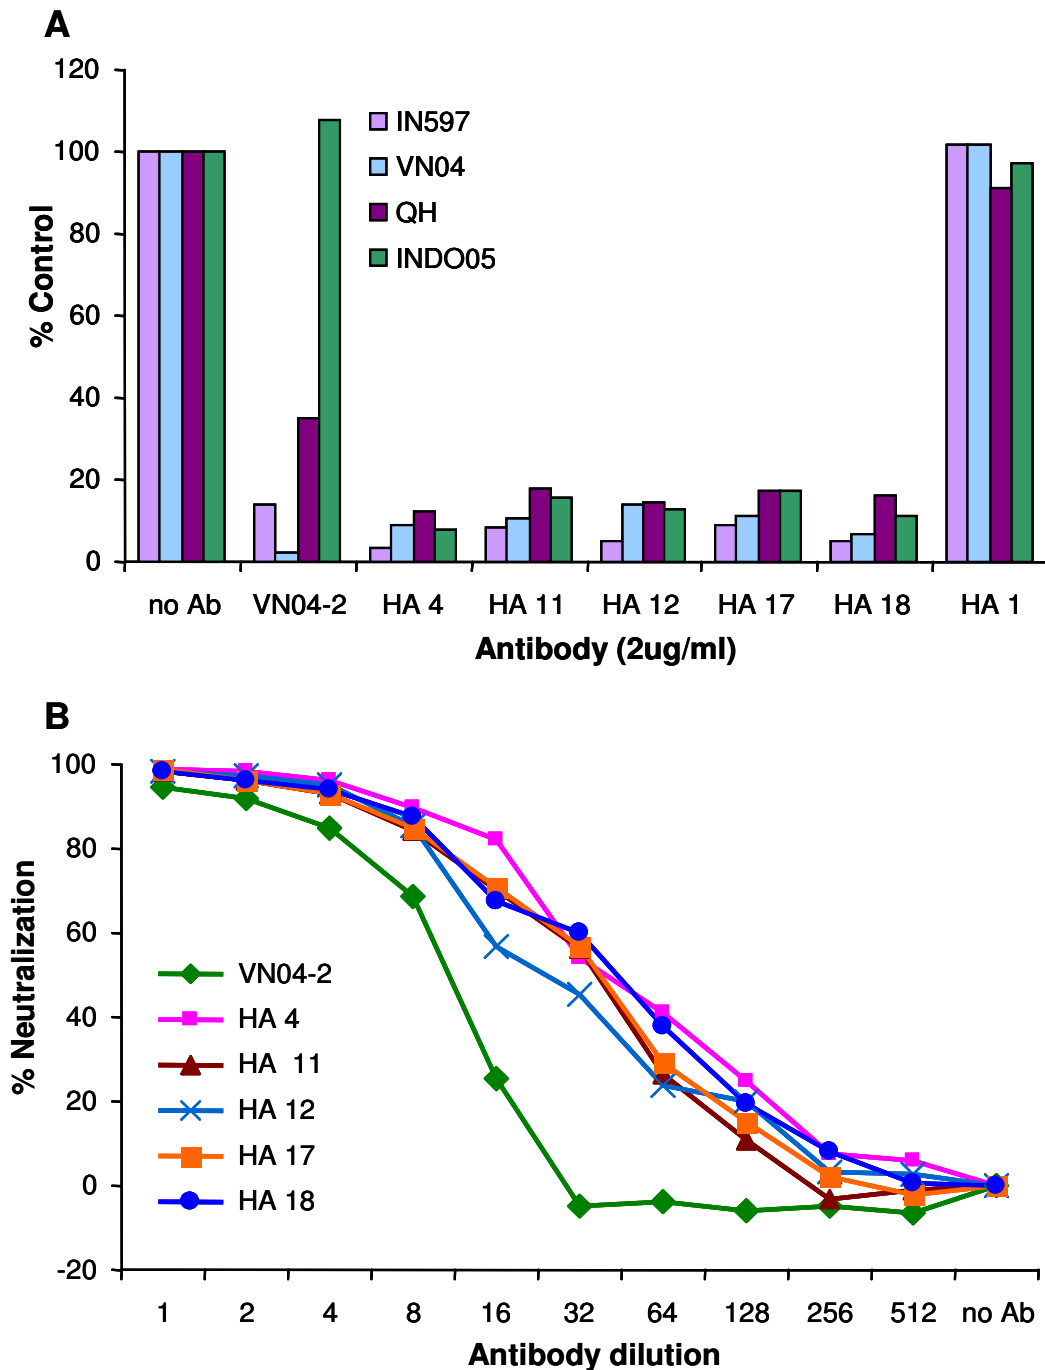 A
120
100
80
60
40
20
0
% Control
IN597
VN04
QH
INDO05
no Ab VN04-2 HA 4 HA 11 HA 12 HA 17 HA 18 HA 1
Antibody (2ug/ml)
B
100
80
60
40
20
0
-20
% Neutralization
VN04-2
HA 4
HA 11
HA 12
HA 17
HA 18
1 2 4 8 16 32 64 128 256 512 no Ab
Antibody dilution